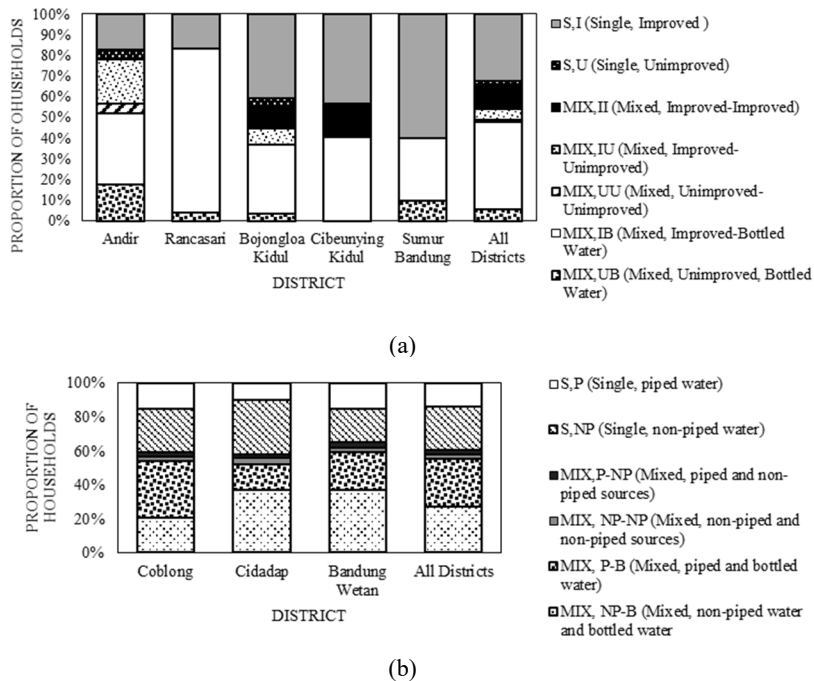 100%
90%
80%
70%
60%
50%
40%
30%
20%
10%
0%
PROPORTION OF OHUSEHOLDS
Andir
Rancasari
Bojongloa
Kidul
Cibeunying
Kidul
Sumur
Bandung
All
Districts
DISTRICT
S,I (Single, Improved )
S,U (Single, Unimproved)
MIX,II (Mixed, Improved-Improved)
MIX,IU (Mixed, Improved-
Unimproved)
MIX,UU (Mixed, Unimproved-
Unimproved)
MIX,IB (Mixed, Improved-Bottled
Water)
MIX,UB (Mixed, Unimproved, Bottled
Water)
(a)
100%
80%
60%
40%
20%
0%
PROPORTION OF
HOUSEHOLDS
Coblong
Cidadap
Bandung
Wetan
All Districts
DISTRICT
S,P (Single, piped water)
S,NP (Single, non-piped water)
MIX,P-NP (Mixed, piped and non-
piped sources)
MIX, NP-NP (Mixed, non-piped and
non-piped sources)
MIX, P-B (Mixed, piped and bottled
water)
MIX, NP-B (Mixed, non-piped water
and bottled water
(b)